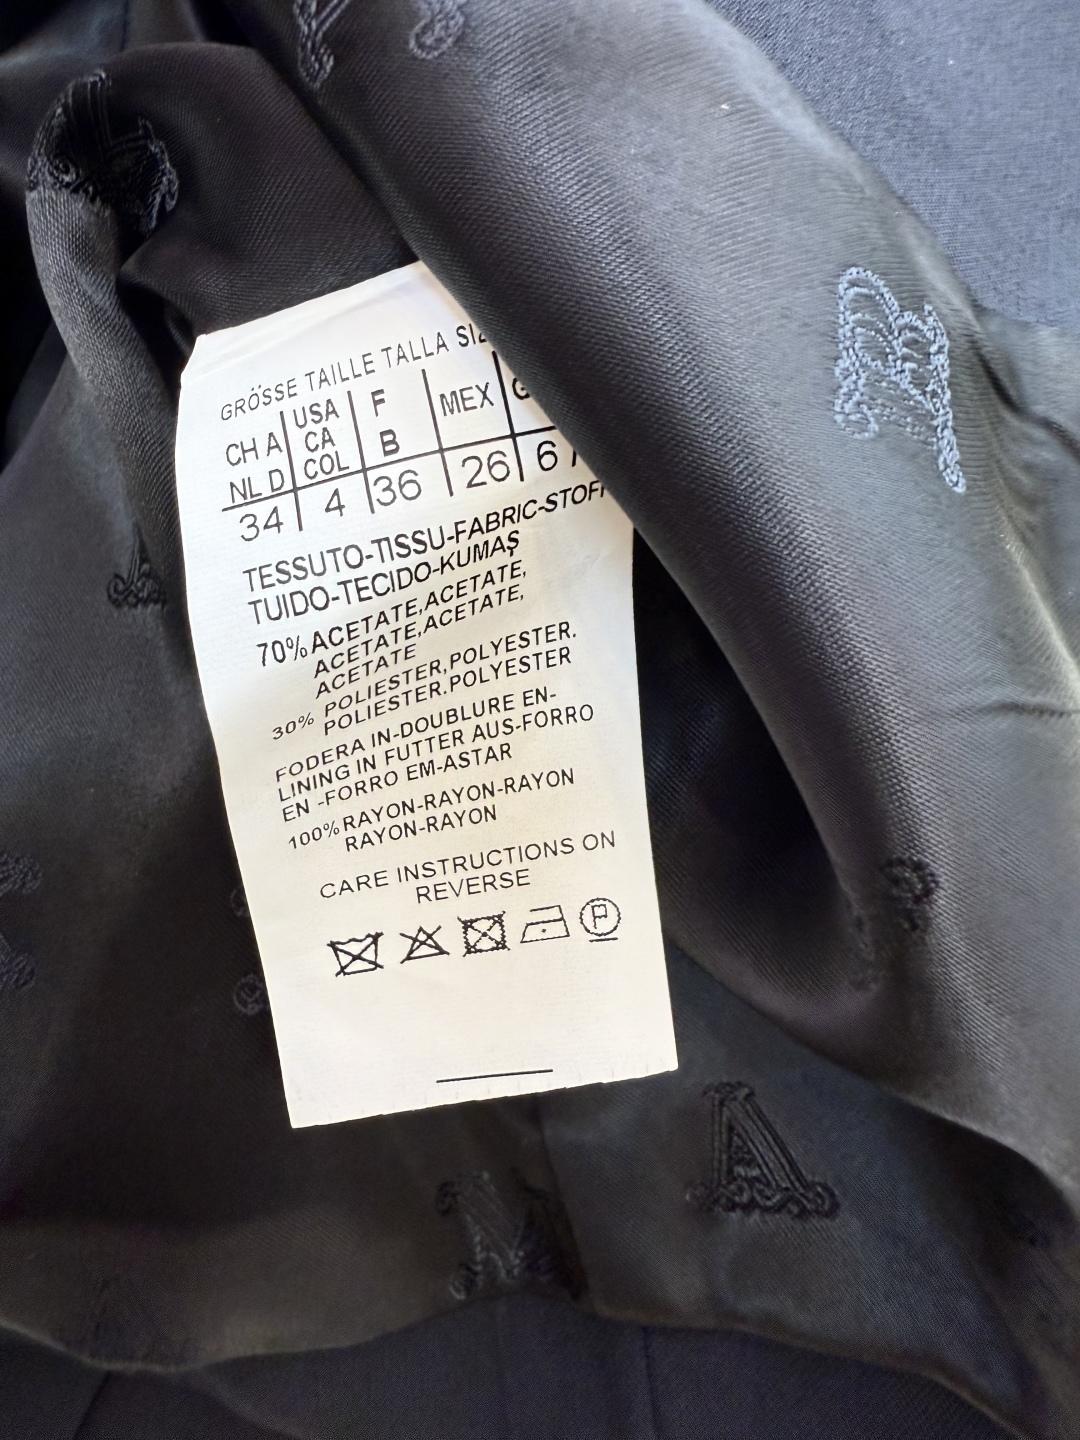 GRÖSSE TAILLE TALLA
CH A USA F MEX
NL D CA B
COL
34 4 36 26 6
TESSUTO-TISSU-FABRIC-STOFF
TUIDO-TECIDO-KUMAŞ
70% ACETATE,ACETATE,
ACETATE,ACETATE,
ACETATE
30% POLIESTER,POLYESTER.
POLIESTER.POLYESTER
FODERA IN-DOUBLURE EN-
LINING IN FUTTER AUS-FORRO
EN -FORRO EM-ASTAR
100% RAYON-RAYON-RAYON
RAYON-RAYON
CARE INSTRUCTIONS ON
REVERSE
P